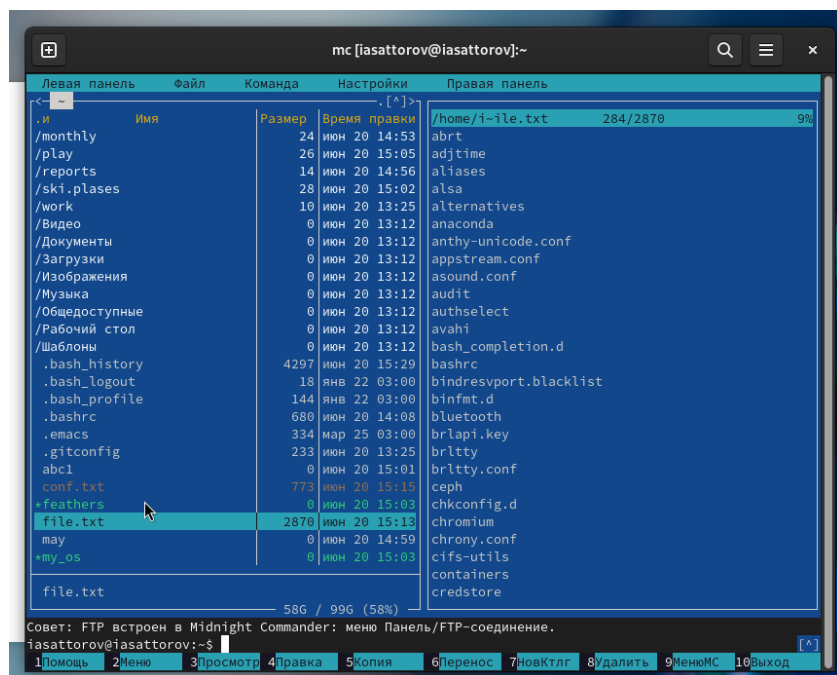 mc [iasattorov@iasattorov]:~
Левая панель Файл Команда Настройки Правая панель
<- ~ .[^]>
.и Имя Размер Время правки
/monthly 24 июн 20 14:53
/play 26 июн 20 15:05
/reports 14 июн 20 14:56
/ski.plases 28 июн 20 15:02
/work 10 июн 20 13:25
/Видео 0 июн 20 13:12
/Документы 0 июн 20 13:12
/Загрузки 0 июн 20 13:12
/Изображения 0 июн 20 13:12
/Музыка 0 июн 20 13:12
/Общедоступные 0 июн 20 13:12
/Рабочий стол 0 июн 20 13:12
/Шаблоны 0 июн 20 13:12
.bash_history 4297 июн 20 15:29
.bash_logout 18 янв 22 03:00
.bash_profile 144 янв 22 03:00
.bashrc 680 июн 20 14:08
.emacs 334 мар 25 03:00
.gitconfig 233 июн 20 13:25
abc1 0 июн 20 15:01
conf.txt 773 июн 20 15:15
*feathers 0 июн 20 15:03
file.txt 2870 июн 20 15:13
may 0 июн 20 14:59
*my_os 0 июн 20 15:03
file.txt
58G / 99G (58%)
/home/i~ile.txt 284/2870 9%
abrt
adjtime
aliases
alsa
alternatives
anaconda
anthy-unicode.conf
appstream.conf
asound.conf
audit
authselect
avahi
bash_completion.d
bashrc
bindresvport.blacklist
binfmt.d
bluetooth
brlapi.key
brltty
brltty.conf
ceph
chkconfig.d
chromium
chrony.conf
cifs-utils
containers
credstore
Совет: FTP встроен в Midnight Commander: меню Панель/FTP-соединение.
iasattorov@iasattorov:~$ [^]
1Помощь 2Меню 3Просмотр 4Правка 5Копия 6Перенос 7НовКтлг 8Удалить 9МенюMC 10Выход